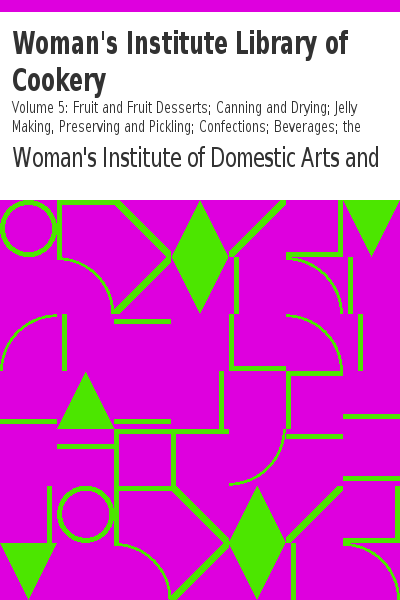 Woman's Institute Library of
Cookery
Volume 5: Fruit and Fruit Desserts; Canning and Drying; Jelly
Making, Preserving and Pickling; Confections; Beverages; the
Woman's Institute of Domestic Arts and